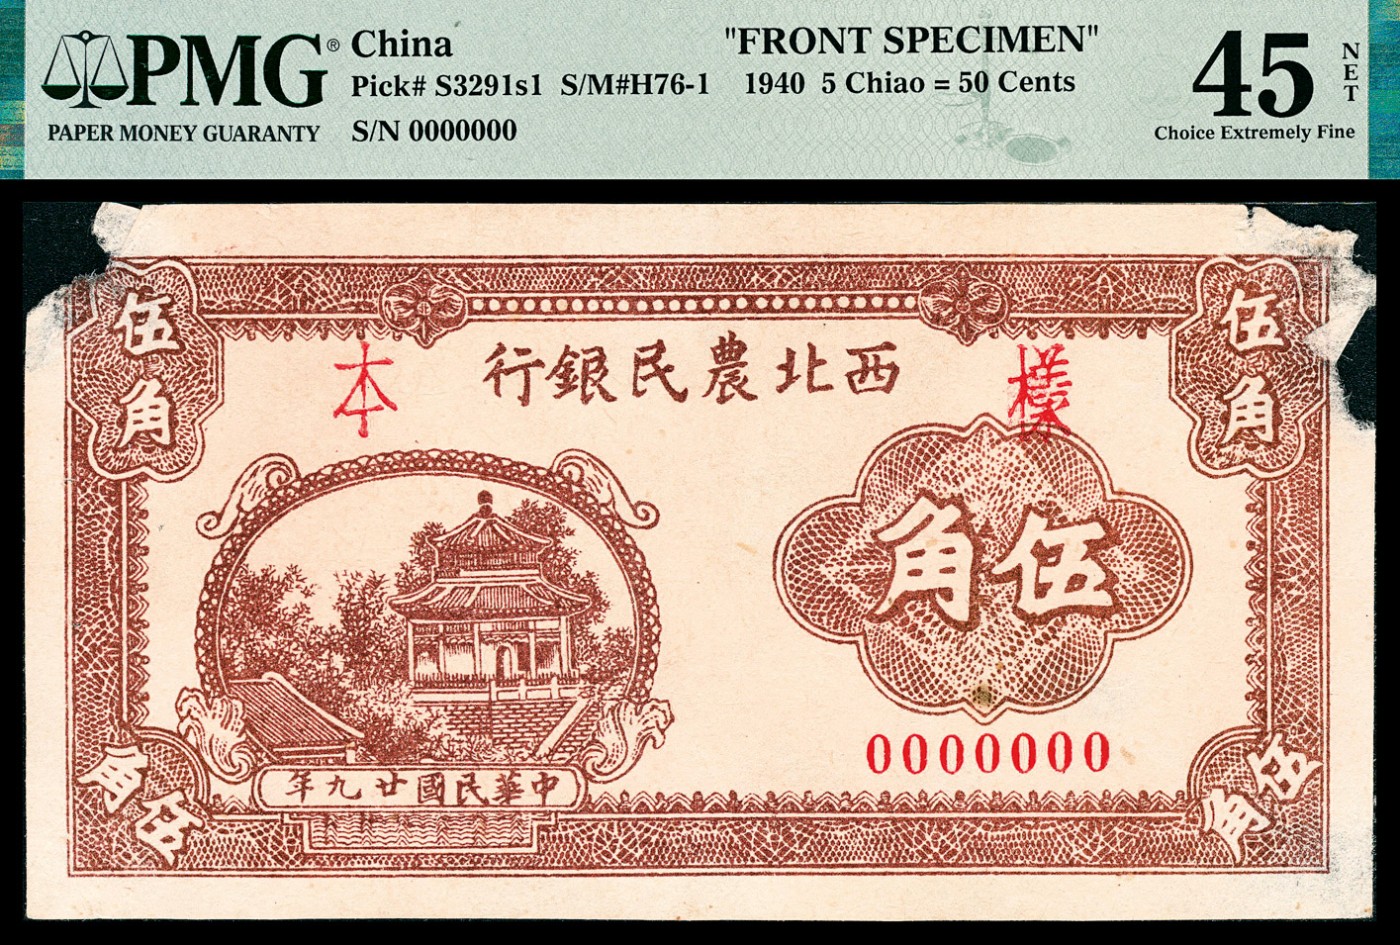 PMG® China "FRONT SPECIMEN" 45 NET
Pick# S3291s1 S/M#H76-1 1940 5 Chiao = 50 Cents
PAPER MONEY GUARANTY S/N 0000000 Choice Extremely Fine
伍角
伍角
行銀民農北西
本
樣
角伍
0000000
年九廿國民華中
伍角
伍角